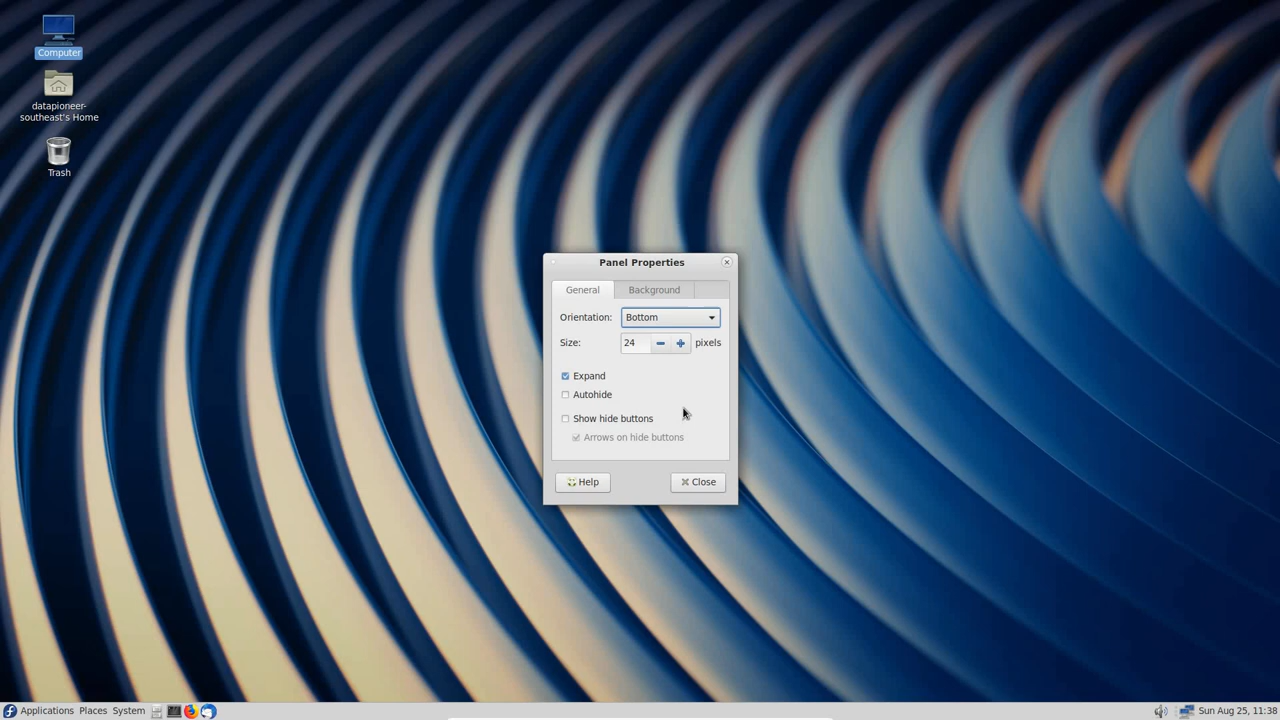 Computer
datapioneer-
southeast's Home
Trash
Panel Properties
General Background
Orientation: Bottom
Size: 24 pixels
Expand
Autohide
Show hide buttons
Arrows on hide buttons
Help Close
Applications Places System Sun Aug 25, 11:38